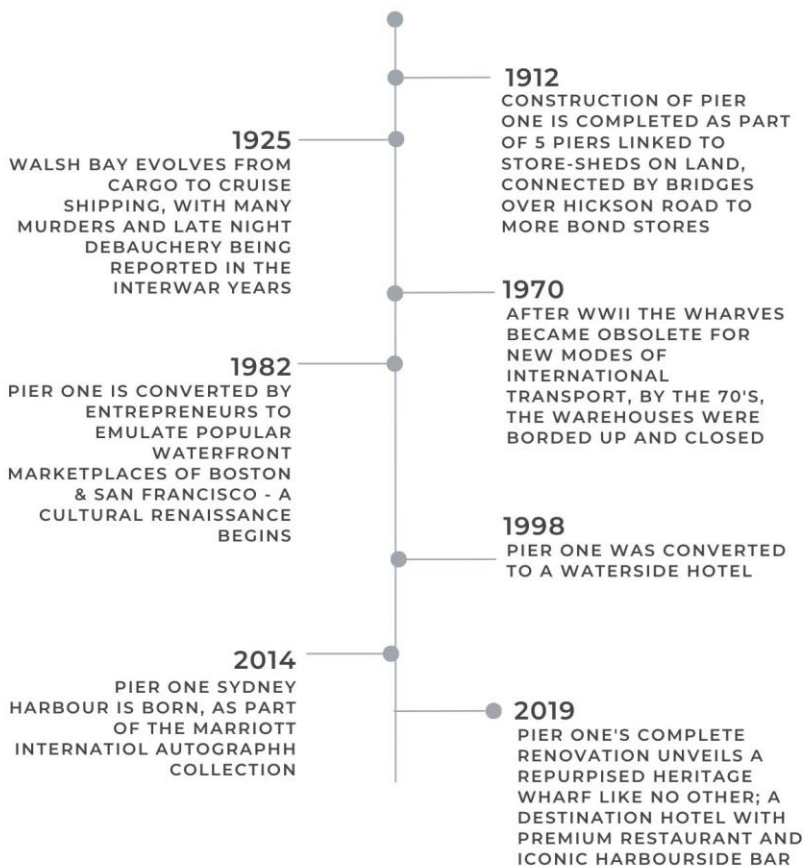 1912
CONSTRUCTION OF PIER
ONE IS COMPLETED AS PART
OF 5 PIERS LINKED TO
STORE-SHEDS ON LAND,
CONNECTED BY BRIDGES
OVER HICKSON ROAD TO
MORE BOND STORES
1925
WALSH BAY EVOLVES FROM
CARGO TO CRUISE
SHIPPING, WITH MANY
MURDERS AND LATE NIGHT
DEBAUCHERY BEING
REPORTED IN THE
INTERWAR YEARS
1970
AFTER WWII THE WHARVES
BECAME OBSOLETE FOR
NEW MODES OF
INTERNATIONAL
TRANSPORT, BY THE 70'S,
THE WAREHOUSES WERE
BORDED UP AND CLOSED
1982
PIER ONE IS CONVERTED BY
ENTREPRENEURS TO
EMULATE POPULAR
WATERFRONT
MARKETPLACES OF BOSTON
& SAN FRANCISCO - A
CULTURAL RENAISSANCE
BEGINS
1998
PIER ONE WAS CONVERTED
TO A WATERSIDE HOTEL
2014
PIER ONE SYDNEY
HARBOUR IS BORN, AS PART
OF THE MARRIOTT
INTERNATIOL AUTOGRAPHH
COLLECTION
2019
PIER ONE'S COMPLETE
RENOVATION UNVEILS A
REPURPISED HERITAGE
WHARF LIKE NO OTHER; A
DESTINATION HOTEL WITH
PREMIUM RESTAURANT AND
ICONIC HARBOURSIDE BAR